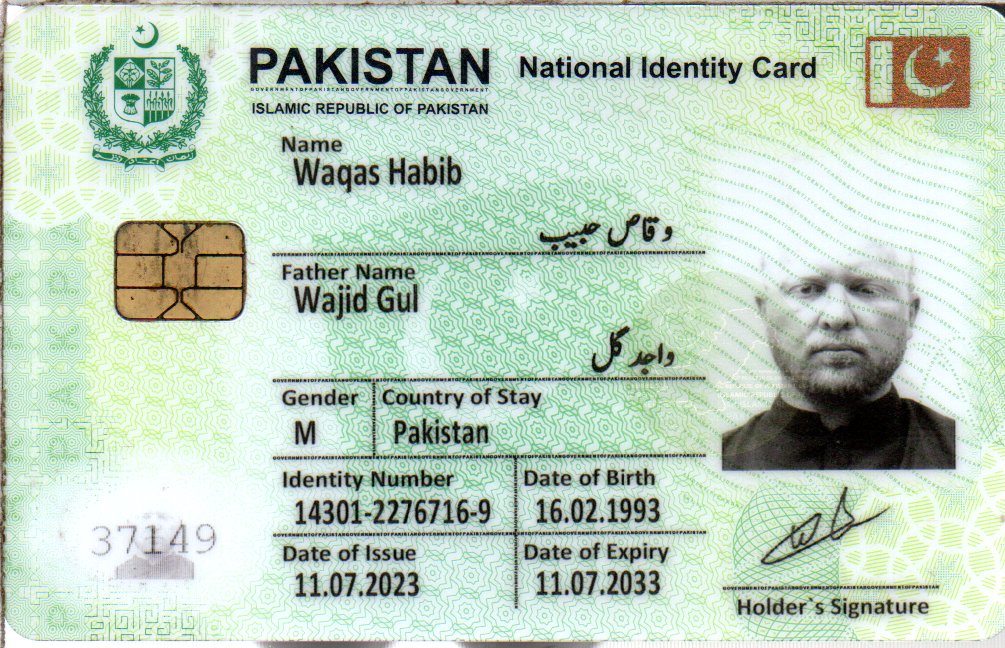 PAKISTAN National Identity Card
ISLAMIC REPUBLIC OF PAKISTAN
Name
Waqas Habib
وقاص حبیب
Father Name
Wajid Gul
واجد گل
Gender Country of Stay
M Pakistan
Identity Number Date of Birth
14301-2276716-9 16.02.1993
Date of Issue Date of Expiry
11.07.2023 11.07.2033
37149
Holder`s Signature